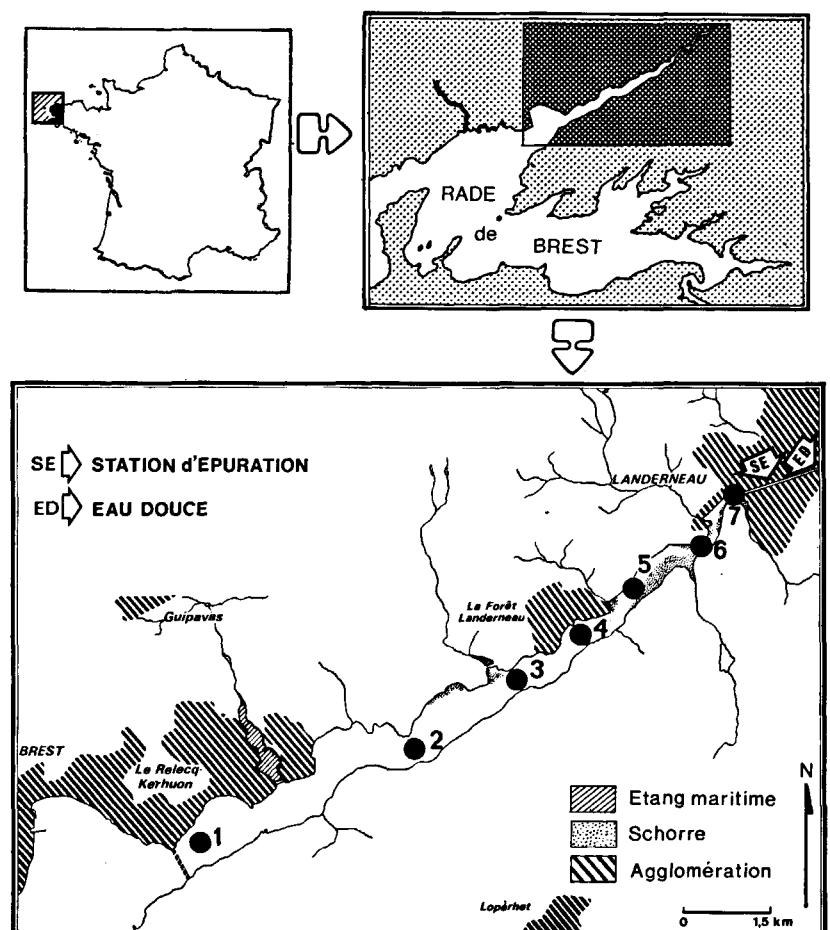 RADE
de
BREST
SE STATION d'EPURATION
ED EAU DOUCE
SE
ED
LANDERNEAU
7
6
5
La Forêt
Landerneau
4
Guipavas
3
2
BREST
Le Relecq-
Kerhuon
1
N
Etang maritime
Schorre
Agglomération
Lopèrhet
0 1,5 km